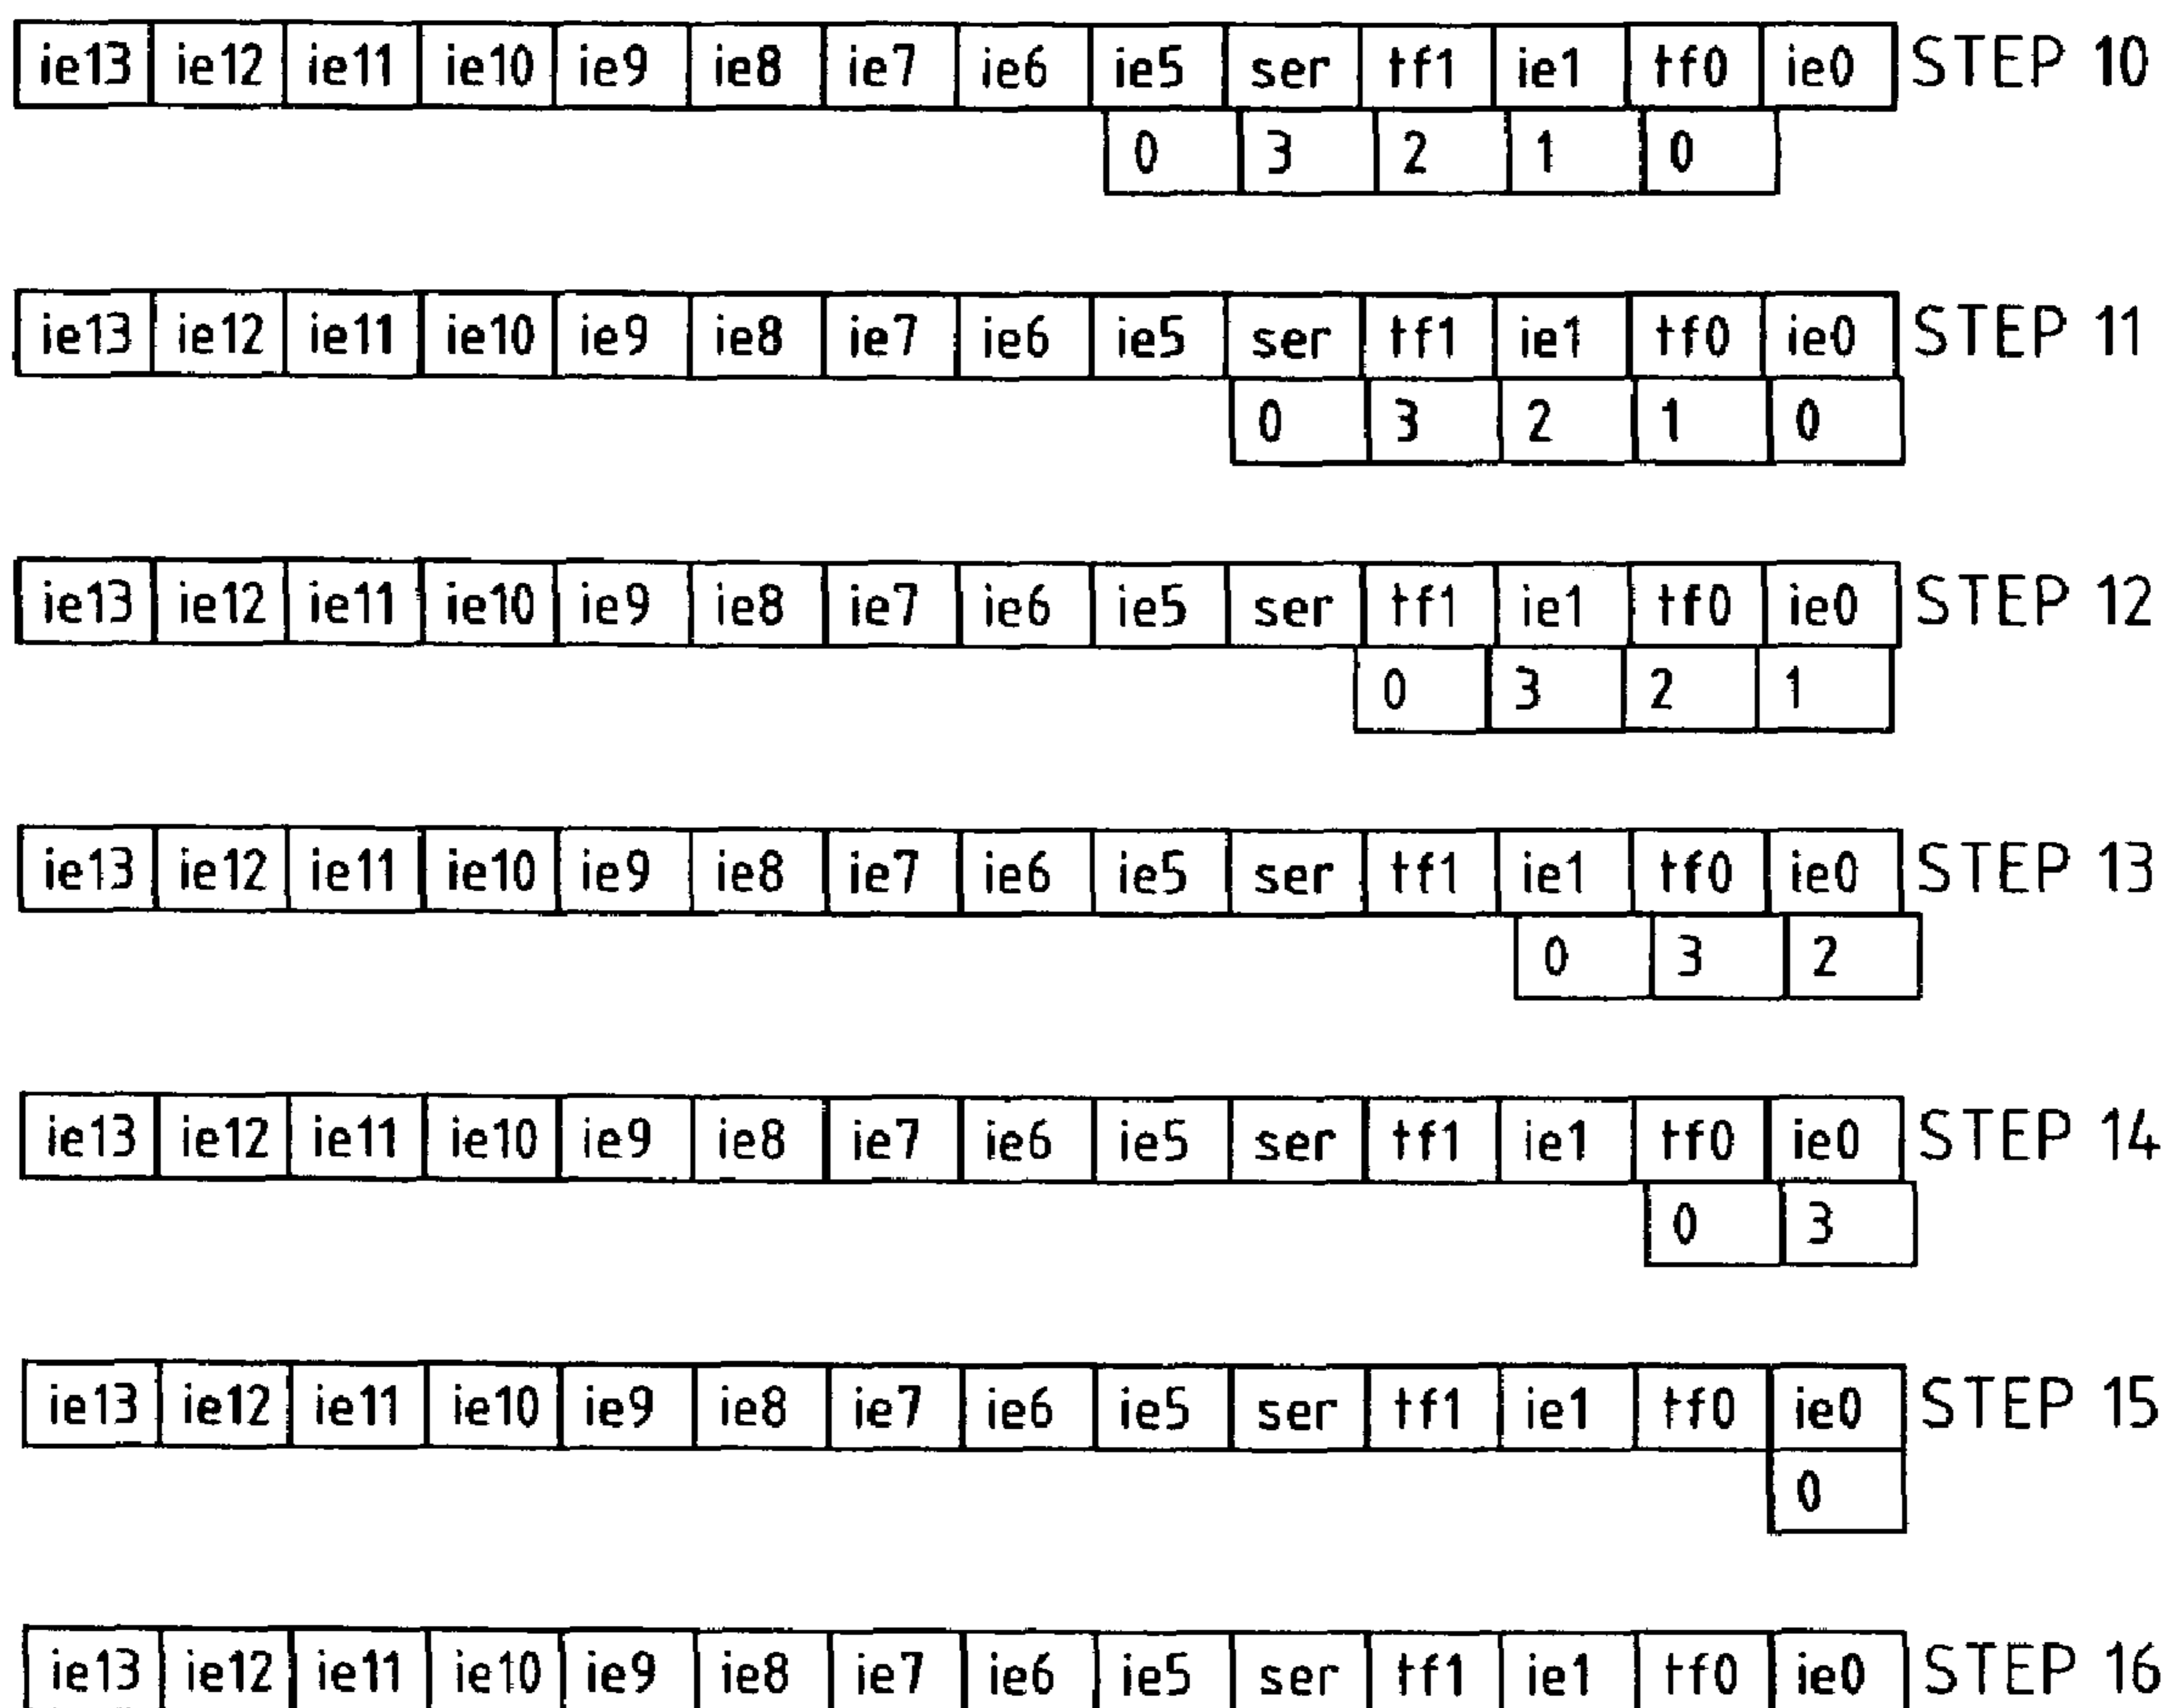 ie13 ie12 ie11 ie10 ie9 ie8 ie7 ie6 ie5 ser tf1 ie1 tf0 ie0 STEP 10
0 3 2 1 0
ie13 ie12 ie11 ie10 ie9 ie8 ie7 ie6 ie5 ser tf1 ie1 tf0 ie0 STEP 11
0 3 2 1 0
ie13 ie12 ie11 ie10 ie9 ie8 ie7 ie6 ie5 ser tf1 ie1 tf0 ie0 STEP 12
0 3 2 1
ie13 ie12 ie11 ie10 ie9 ie8 ie7 ie6 ie5 ser tf1 ie1 tf0 ie0 STEP 13
0 3 2
ie13 ie12 ie11 ie10 ie9 ie8 ie7 ie6 ie5 ser tf1 ie1 tf0 ie0 STEP 14
0 3
ie13 ie12 ie11 ie10 ie9 ie8 ie7 ie6 ie5 ser tf1 ie1 tf0 ie0 STEP 15
0
ie13 ie12 ie11 ie10 ie9 ie8 ie7 ie6 ie5 ser tf1 ie1 tf0 ie0 STEP 16